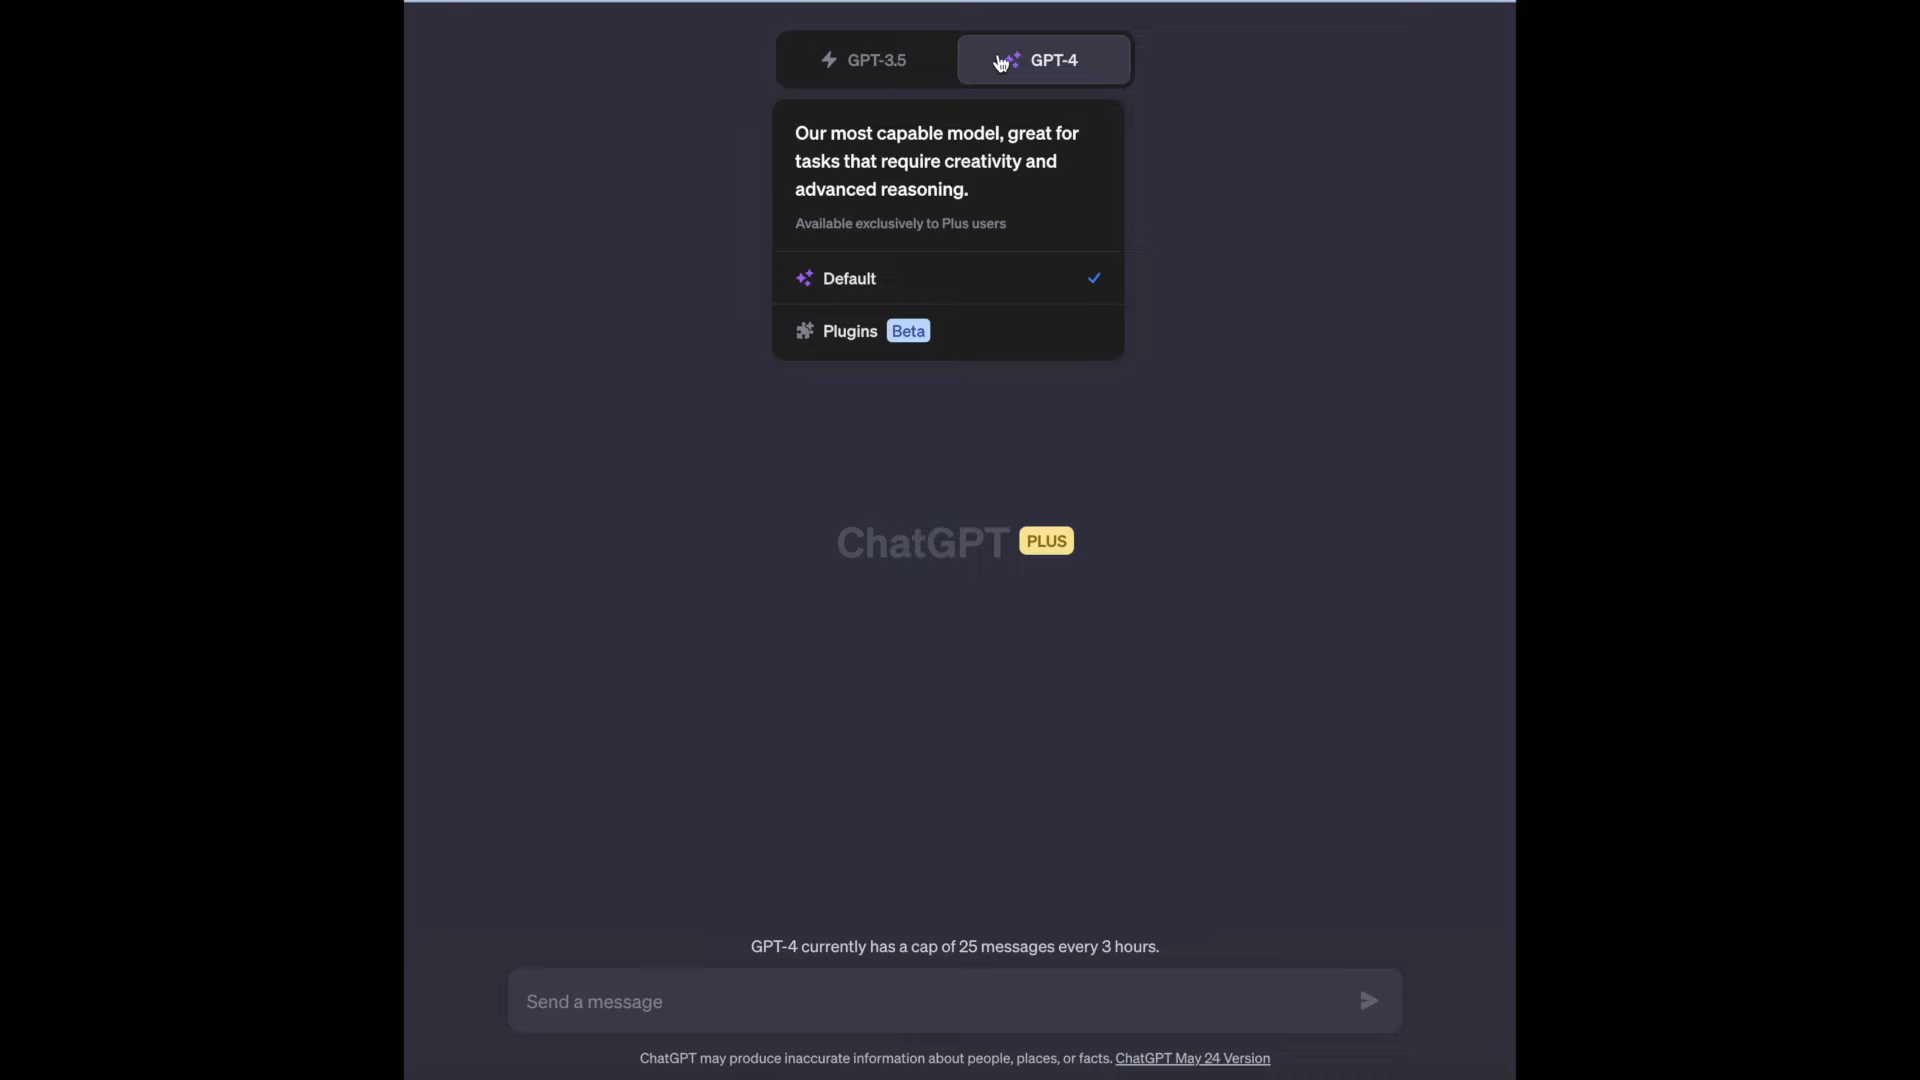 GPT-3.5
GPT-4
Our most capable model, great for
tasks that require creativity and
advanced reasoning.
Available exclusively to Plus users
Default
Plugins Beta
ChatGPT PLUS
GPT-4 currently has a cap of 25 messages every 3 hours.
Send a message
ChatGPT may produce inaccurate information about people, places, or facts. ChatGPT May 24 Version